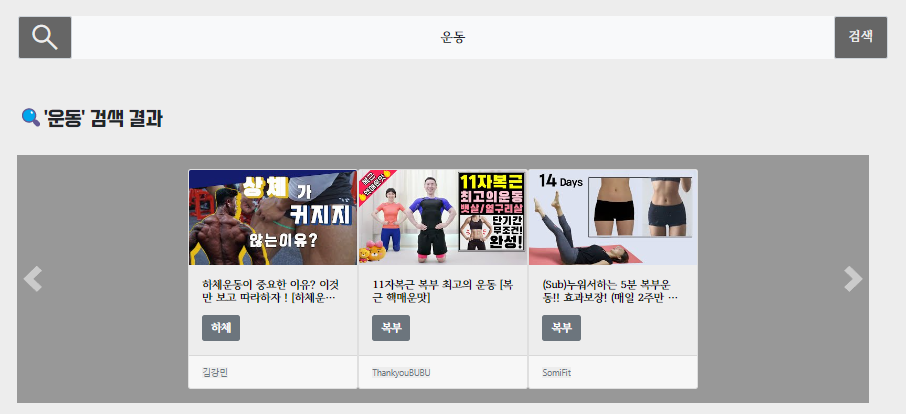 운동
검색
'운동' 검색 결과
상체가
커지지
않는이유?
복근
핵매운맛
11자복근
최고의운동
뱃살/옆구리살
단기간
무조건!
완성!
14 Days
하체운동이 중요한 이유? 이것
만 보고 따라하자 ! [하체운...
하체
김강민
11자복근 복부 최고의 운동 [복
근 핵매운맛]
복부
ThankyouBUBU
(Sub)누워서하는 5분 복부운
동!! 효과보장! (매일 2주만 ...
복부
SomiFit